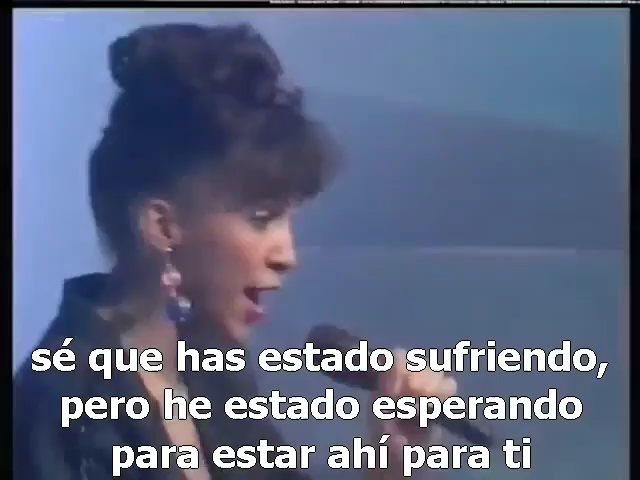 sé que has estado sufriendo,
pero he estado esperando
para estar ahí para ti